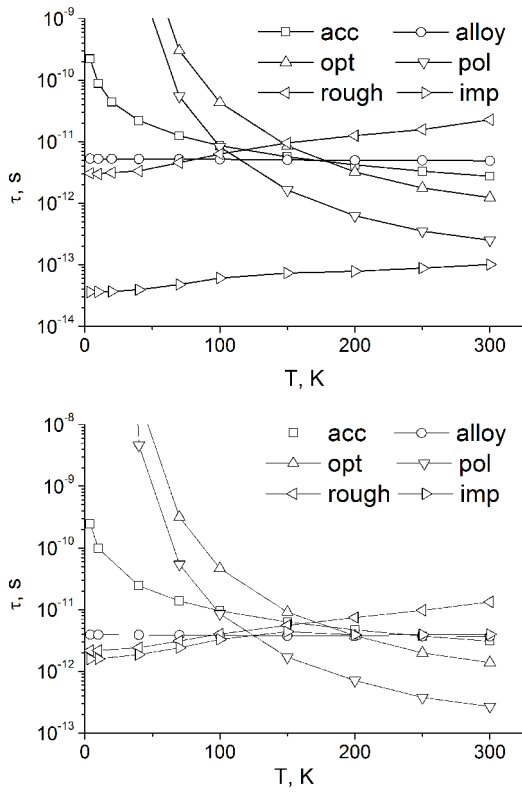 10⁻⁹
10⁻¹⁰
10⁻¹¹
10⁻¹²
10⁻¹³
10⁻¹⁴
τ, s
acc alloy
opt pol
rough imp
0 100 200 300
T, K
10⁻⁸
10⁻⁹
10⁻¹⁰
10⁻¹¹
10⁻¹²
10⁻¹³
τ, s
acc alloy
opt pol
rough imp
0 100 200 300
T, K